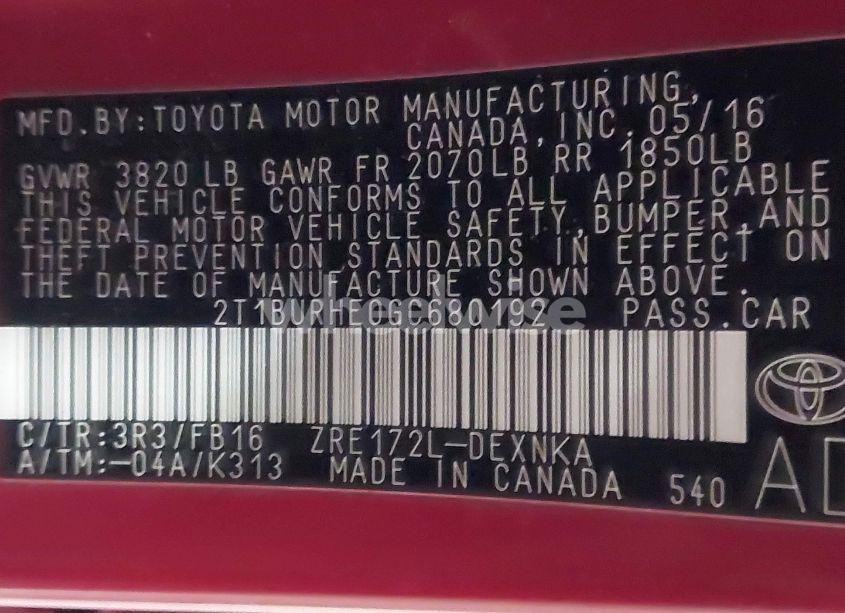 MFD. BY: TOYOTA MOTOR MANUFACTURING,
CANADA, INC. 05/16
GVWR 3820 LB GAWR FR 2070LB RR 1850LB
THIS VEHICLE CONFORMS TO ALL APPLICABLE
FEDERAL MOTOR VEHICLE SAFETY, BUMPER, AND
THEFT PREVENTION STANDARDS IN EFFECT ON
THE DATE OF MANUFACTURE SHOWN ABOVE.
PASS. CAR
C/TR: 3R3/FB16 ZRE172L-DEXNKA
A/TM: -04A/K313 MADE IN CANADA 540